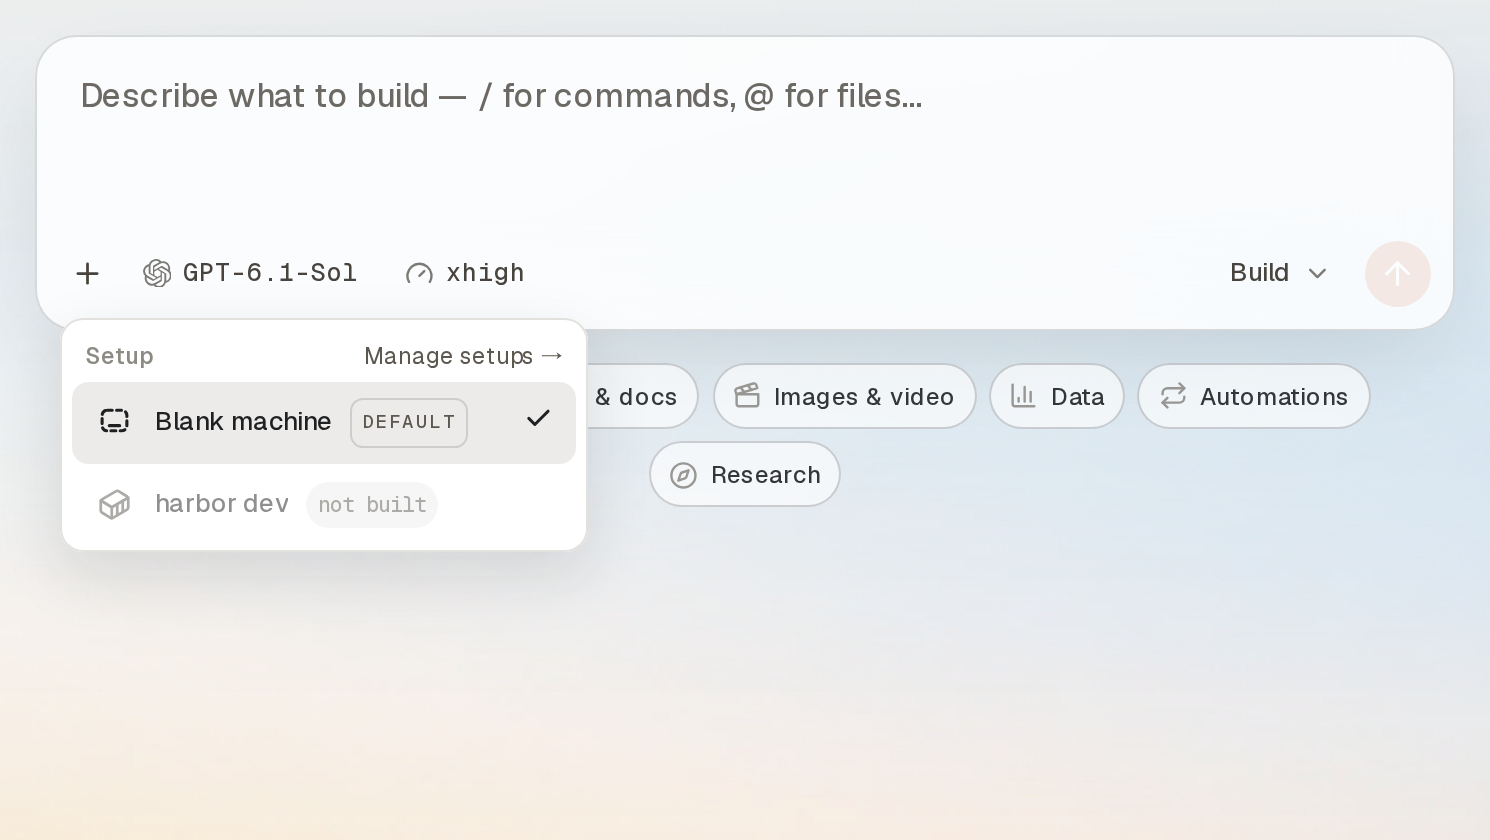 Describe what to build — / for commands, @ for files...
GPT-6.1-Sol xhigh Build
Setup Manage setups →
Blank machine DEFAULT
harbor dev not built
& docs Images & video Data Automations
Research